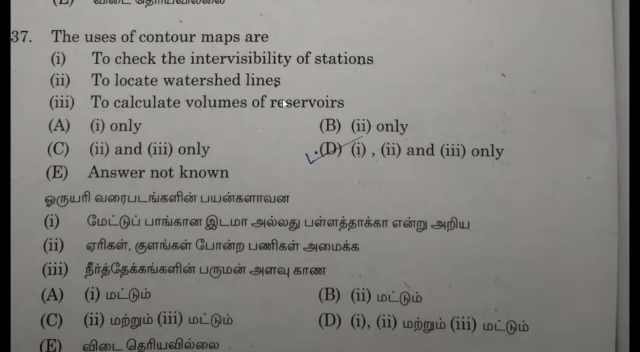 (E) விடை தெரியவில்லை
37. The uses of contour maps are
(i) To check the intervisibility of stations
(ii) To locate watershed lines
(iii) To calculate volumes of reservoirs
(A) (i) only (B) (ii) only
(C) (ii) and (iii) only (D) (i) , (ii) and (iii) only
(E) Answer not known
ஒருயரி வரைபடங்களின் பயன்களாவன
(i) மேட்டுப் பாங்கான இடமா அல்லது பள்ளத்தாக்கா என்று அறிய
(ii) ஏரிகள், குளங்கள் போன்ற பணிகள் அமைக்க
(iii) நீர்த்தேக்கங்களின் பருமன் அளவு காண
(A) (i) மட்டும் (B) (ii) மட்டும்
(C) (ii) மற்றும் (iii) மட்டும் (D) (i), (ii) மற்றும் (iii) மட்டும்
(E) விடை தெரியவில்லை